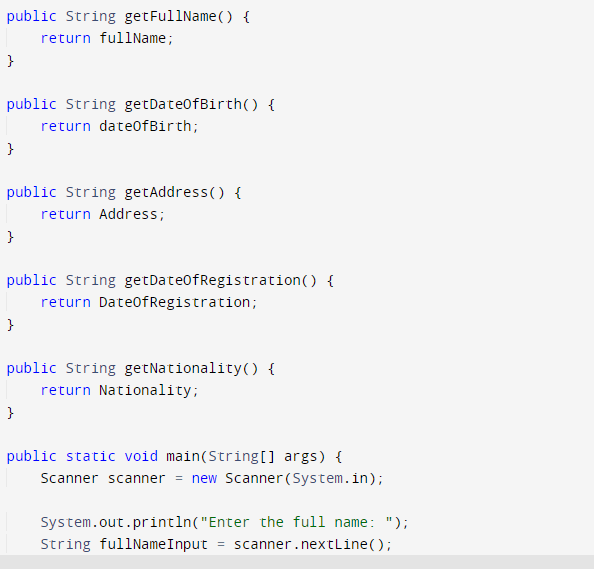 public String getFullName() {
    return fullName;
}

public String getDateOfBirth() {
    return dateOfBirth;
}

public String getAddress() {
    return Address;
}

public String getDateOfRegistration() {
    return DateOfRegistration;
}

public String getNationality() {
    return Nationality;
}

public static void main(String[] args) {
    Scanner scanner = new Scanner(System.in);

    System.out.println("Enter the full name: ");
    String fullNameInput = scanner.nextLine();